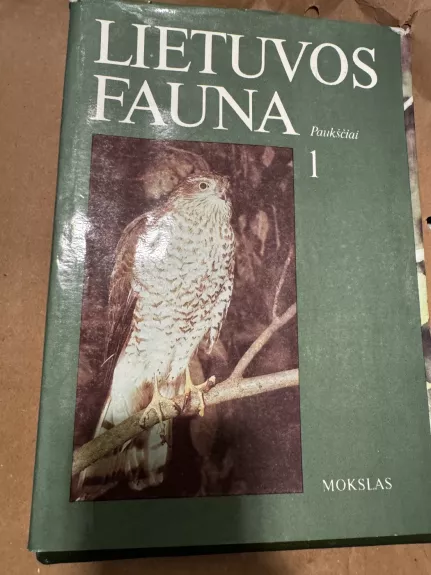 LIETUVOS
FAUNA
Paukščiai
1
MOKSLAS